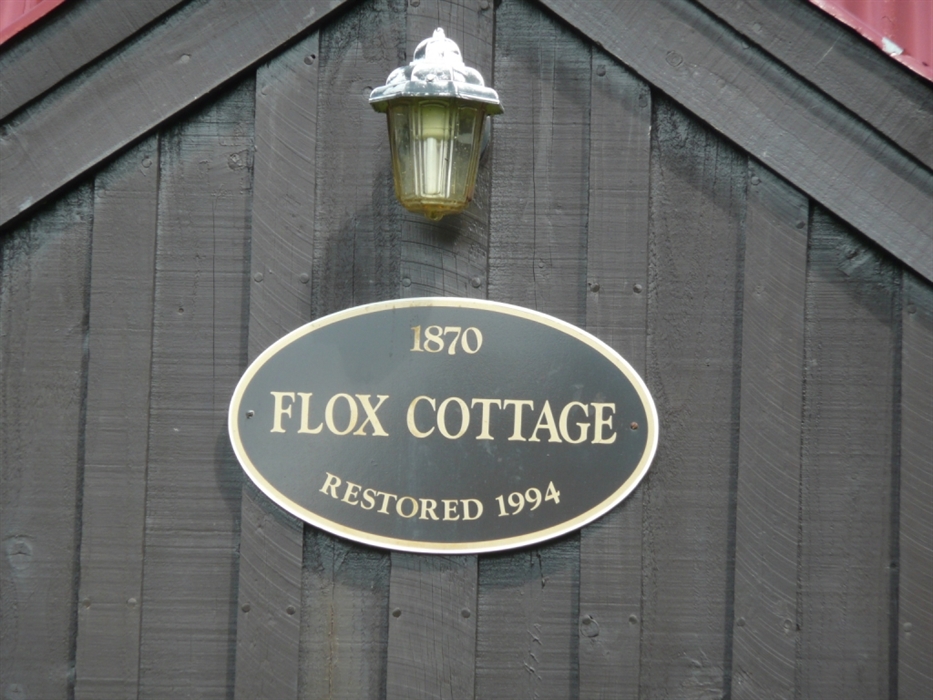 1870
FLOX COTTAGE
RESTORED 1994